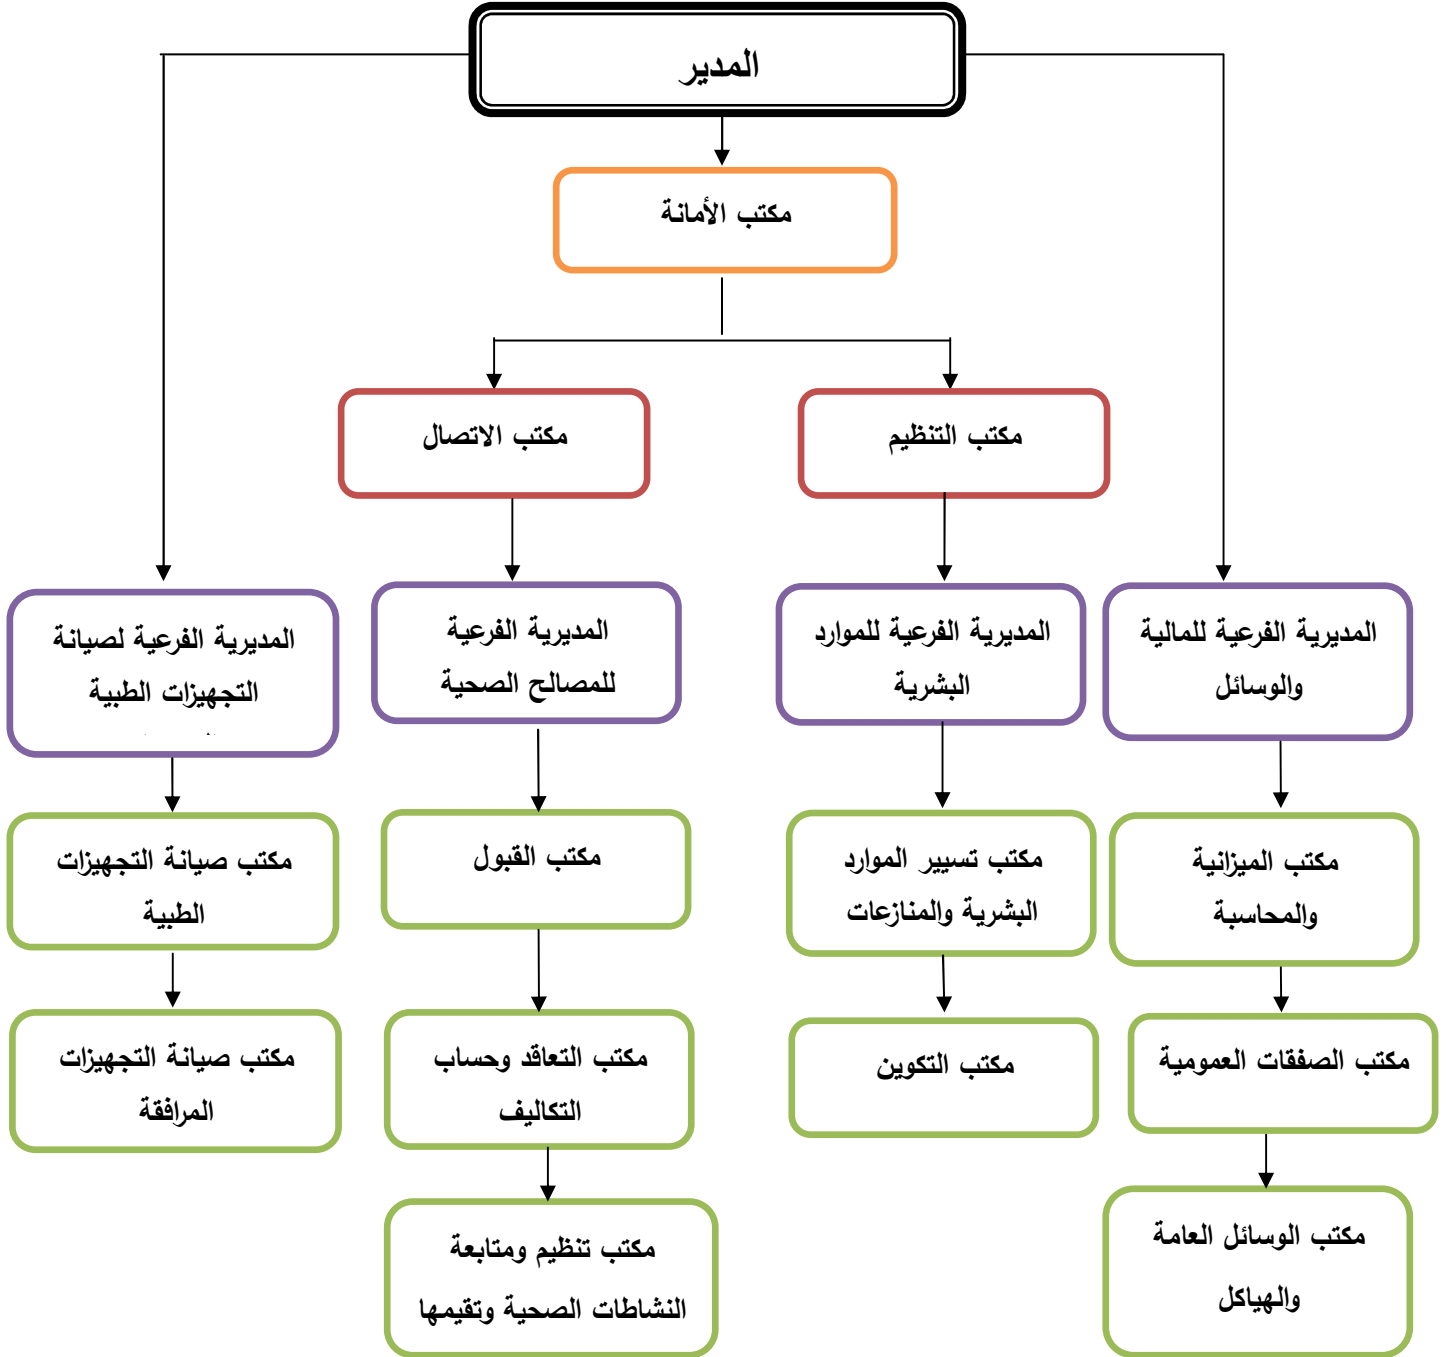 المدير
مكتب الأمانة
مكتب التنظيم
مكتب الاتصال
المديرية الفرعية للمالية
والوسائل
المديرية الفرعية للموارد
البشرية
المديرية الفرعية
للمصالح الصحية
المديرية الفرعية لصيانة
التجهيزات الطبية
مكتب الميزانية
والمحاسبة
مكتب تسيير الموارد
البشرية والمنازعات
مكتب القبول
مكتب صيانة التجهيزات
الطبية
مكتب الصفقات العمومية
مكتب التكوين
مكتب التعاقد وحساب
التكاليف
مكتب صيانة التجهيزات
المرافقة
مكتب الوسائل العامة
والهياكل
مكتب تنظيم ومتابعة
النشاطات الصحية وتقيمها